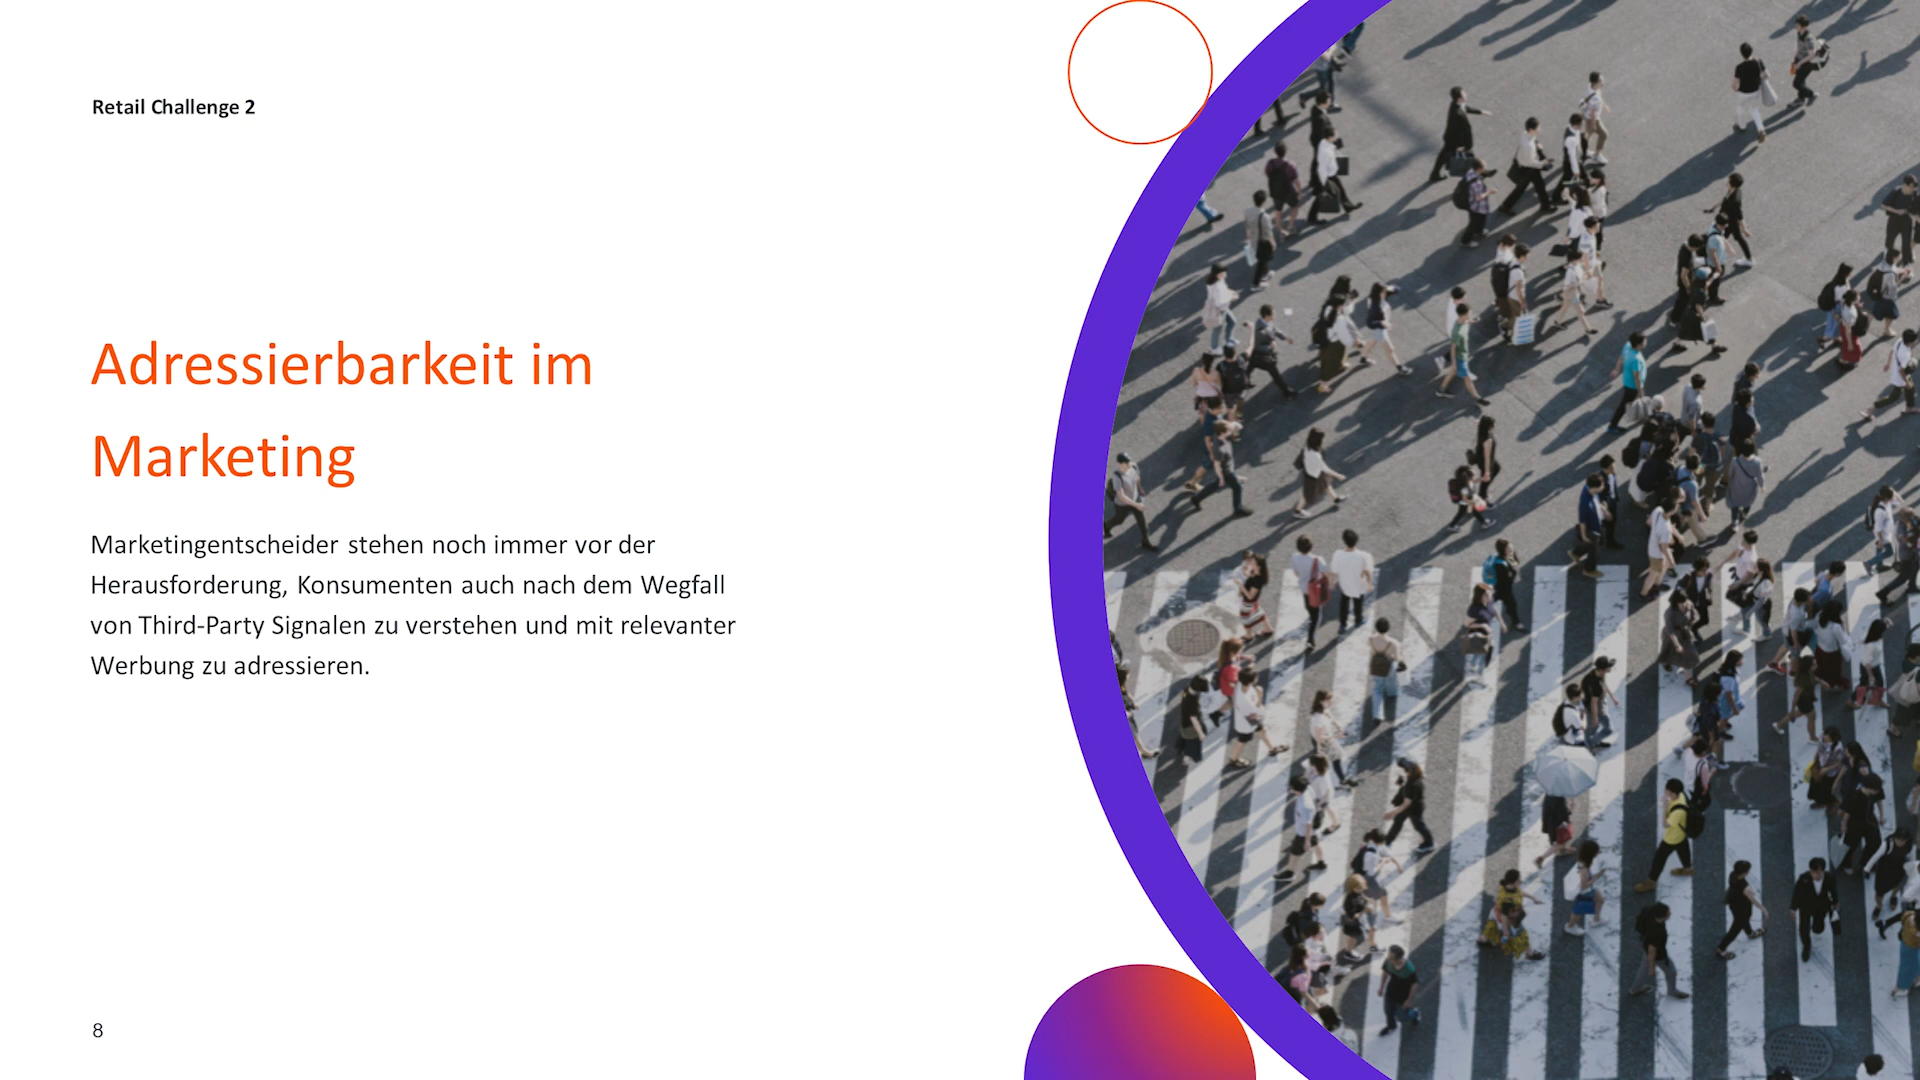 Retail Challenge 2
Adressierbarkeit im
Marketing
Marketingentscheider stehen noch immer vor der
Herausforderung, Konsumenten auch nach dem Wegfall
von Third-Party Signalen zu verstehen und mit relevanter
Werbung zu adressieren.
8